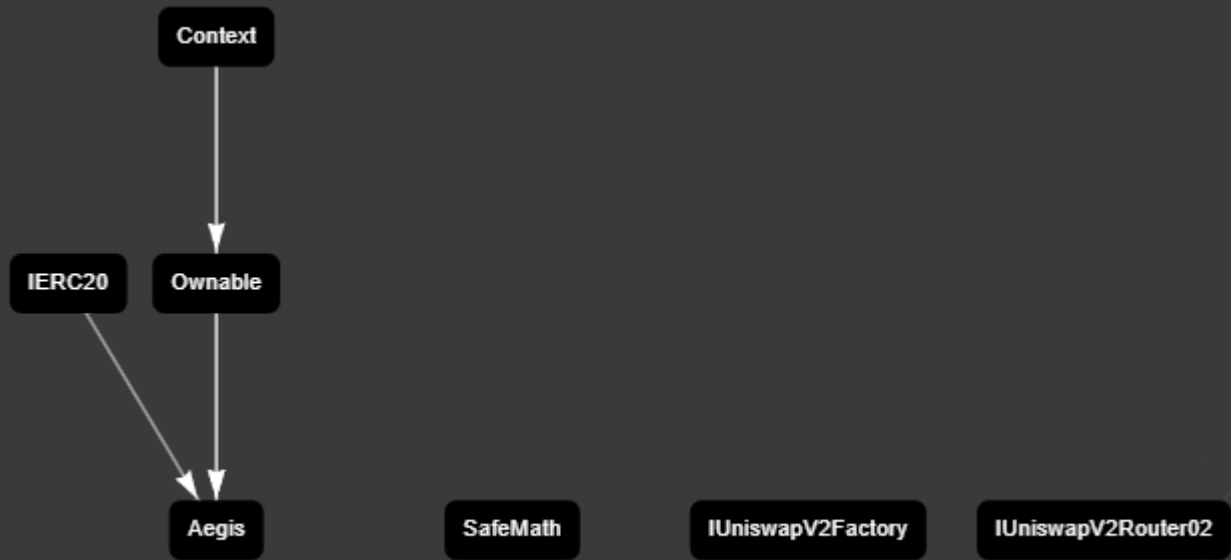 Context
IERC20
Ownable
Aegis
SafeMath
IUniswapV2Factory
IUniswapV2Router02